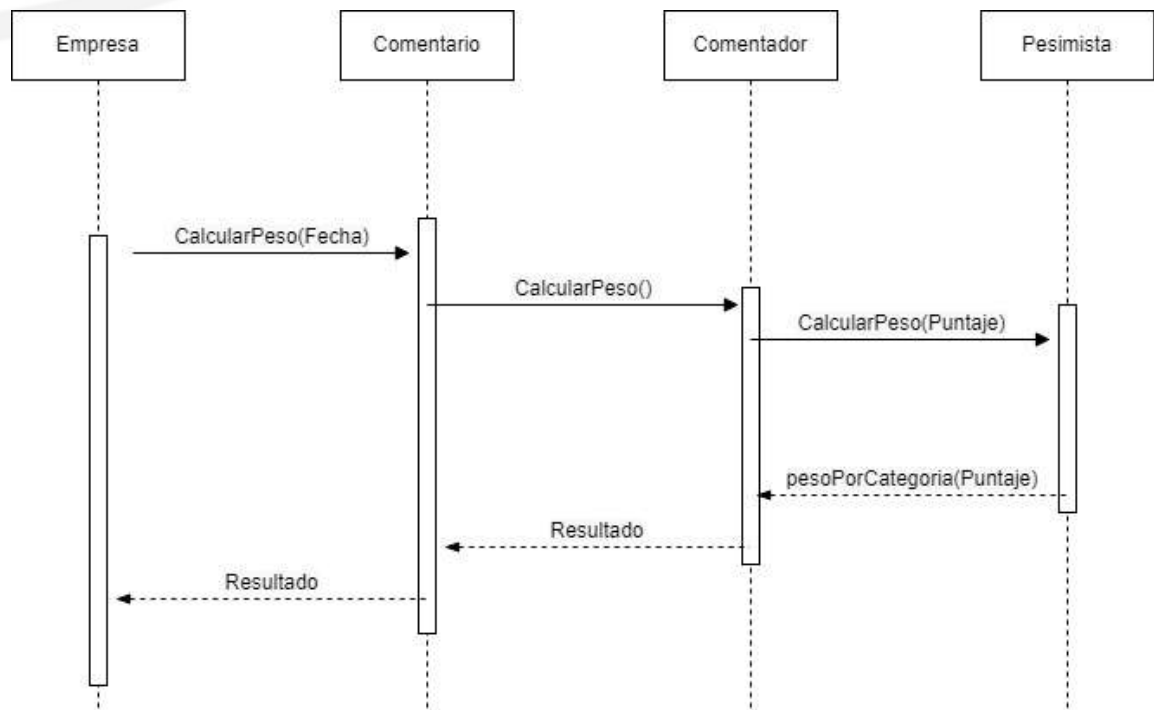 Empresa
Comentario
Comentador
Pesimista
CalcularPeso(Fecha)
CalcularPeso()
CalcularPeso(Puntaje)
pesoPorCategoria(Puntaje)
Resultado
Resultado